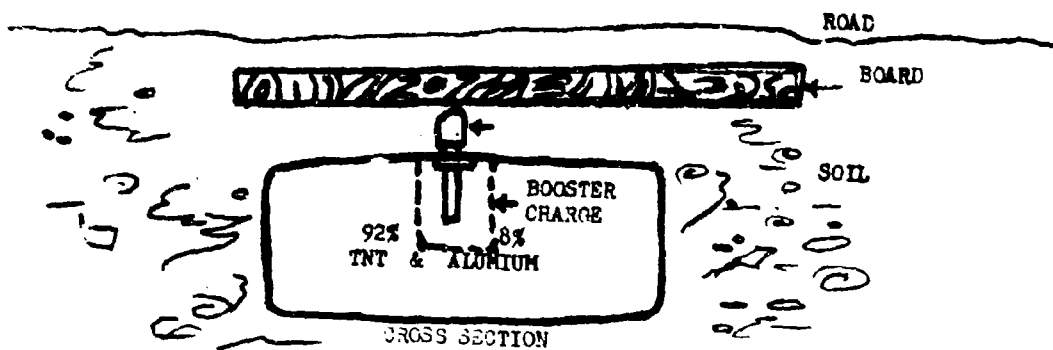 ROAD
BOARD
SOIL
BOOSTER
CHARGE
92% 8%
TNT & ALUMIUM
CROSS SECTION